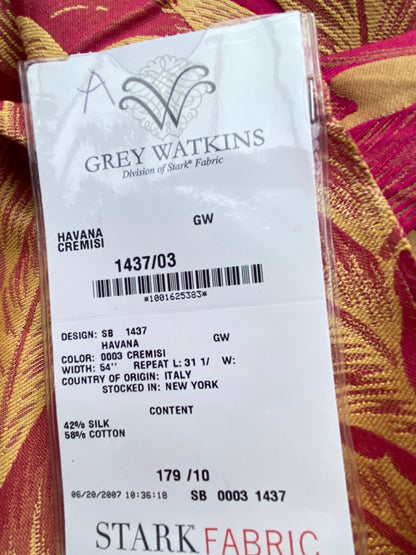 A
W
GREY WATKINS
Division of Stark® Fabric
HAVANA GW
CREMISI
1437/03
*1001625383*
DESIGN: SB 1437
HAVANA GW
COLOR: 0003 CREMISI
WIDTH: 54'' REPEAT L: 31 1/ W:
COUNTRY OF ORIGIN: ITALY
STOCKED IN: NEW YORK
CONTENT
42% SILK
58% COTTON
179 /10
06/20/2007 10:36:18 SB 0003 1437
STARK FABRIC